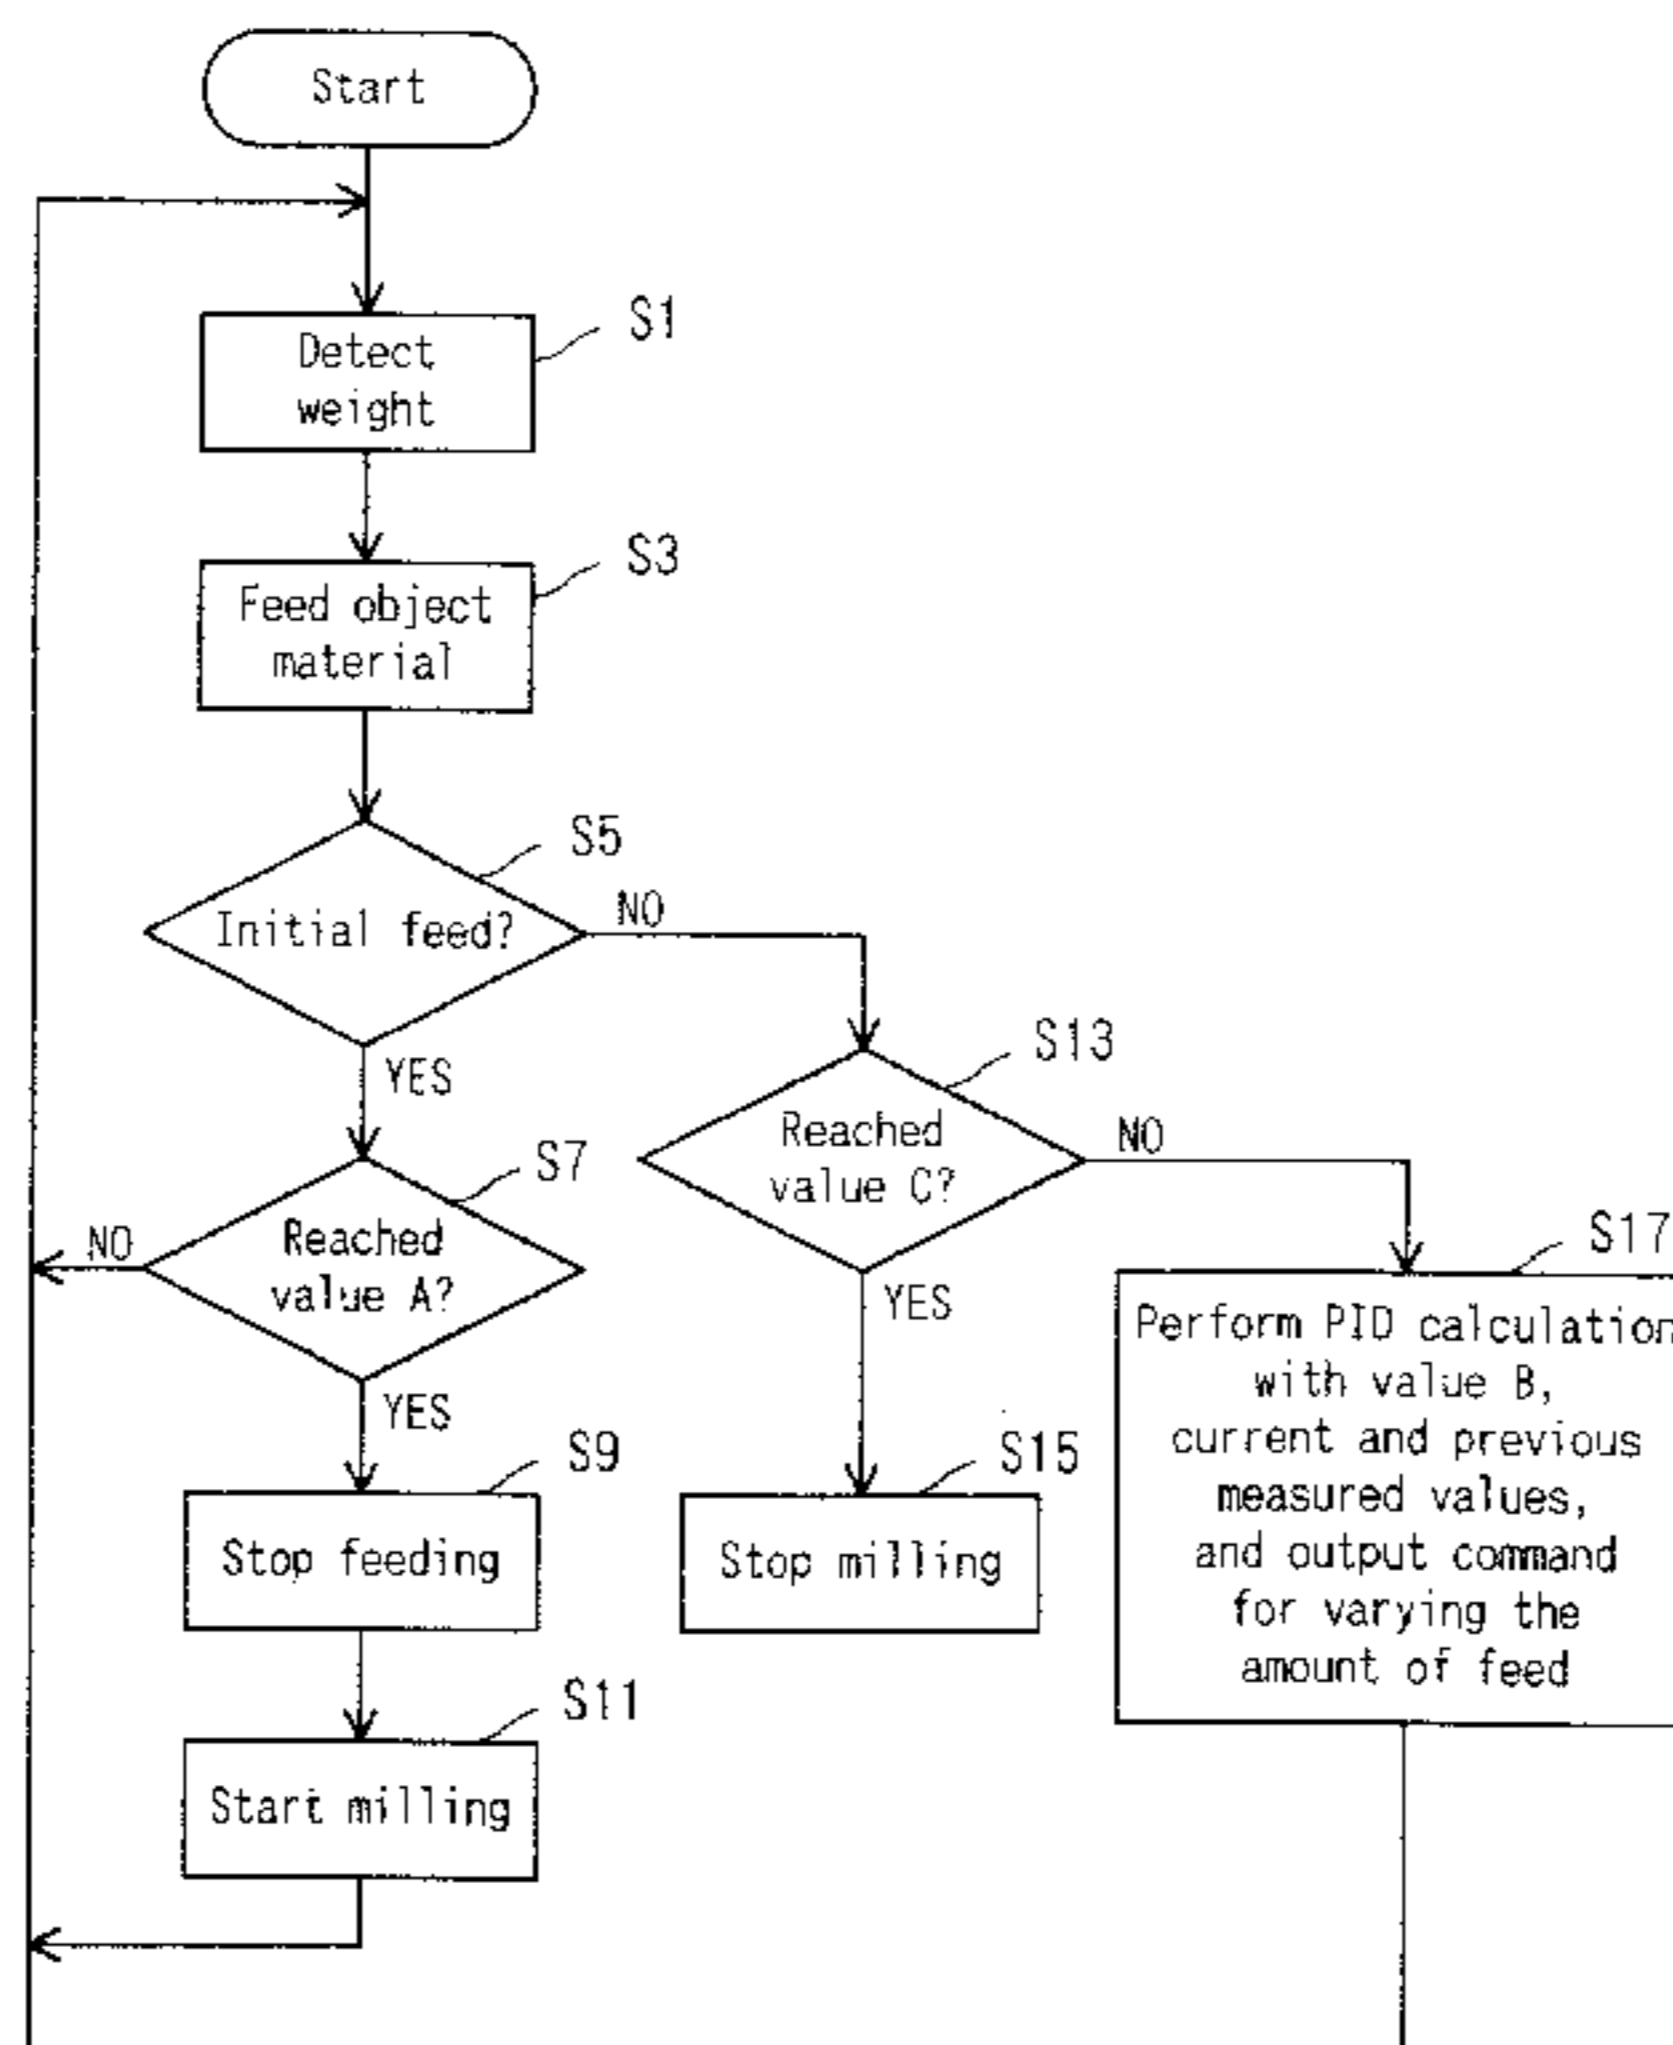 Start
S1
Detect
weight
S3
Feed object
material
S5
Initial feed?
NO
YES
S13
Reached
value C?
NO
YES
S7
Reached
value A?
NO
YES
S17
Perform PID calculation
with value B,
current and previous
measured values,
and output command
for varying the
amount of feed
S9
Stop feeding
S15
Stop milling
S11
Start milling